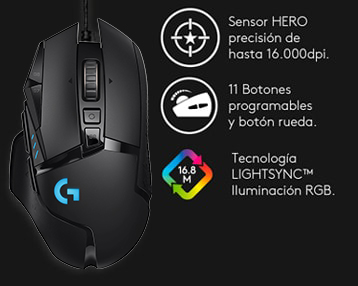 Sensor HERO
precisión de
hasta 16.000dpi.
11 Botones
programables
y botón rueda.
16.8
M
Tecnología
LIGHTSYNC™
Iluminación RGB.
G